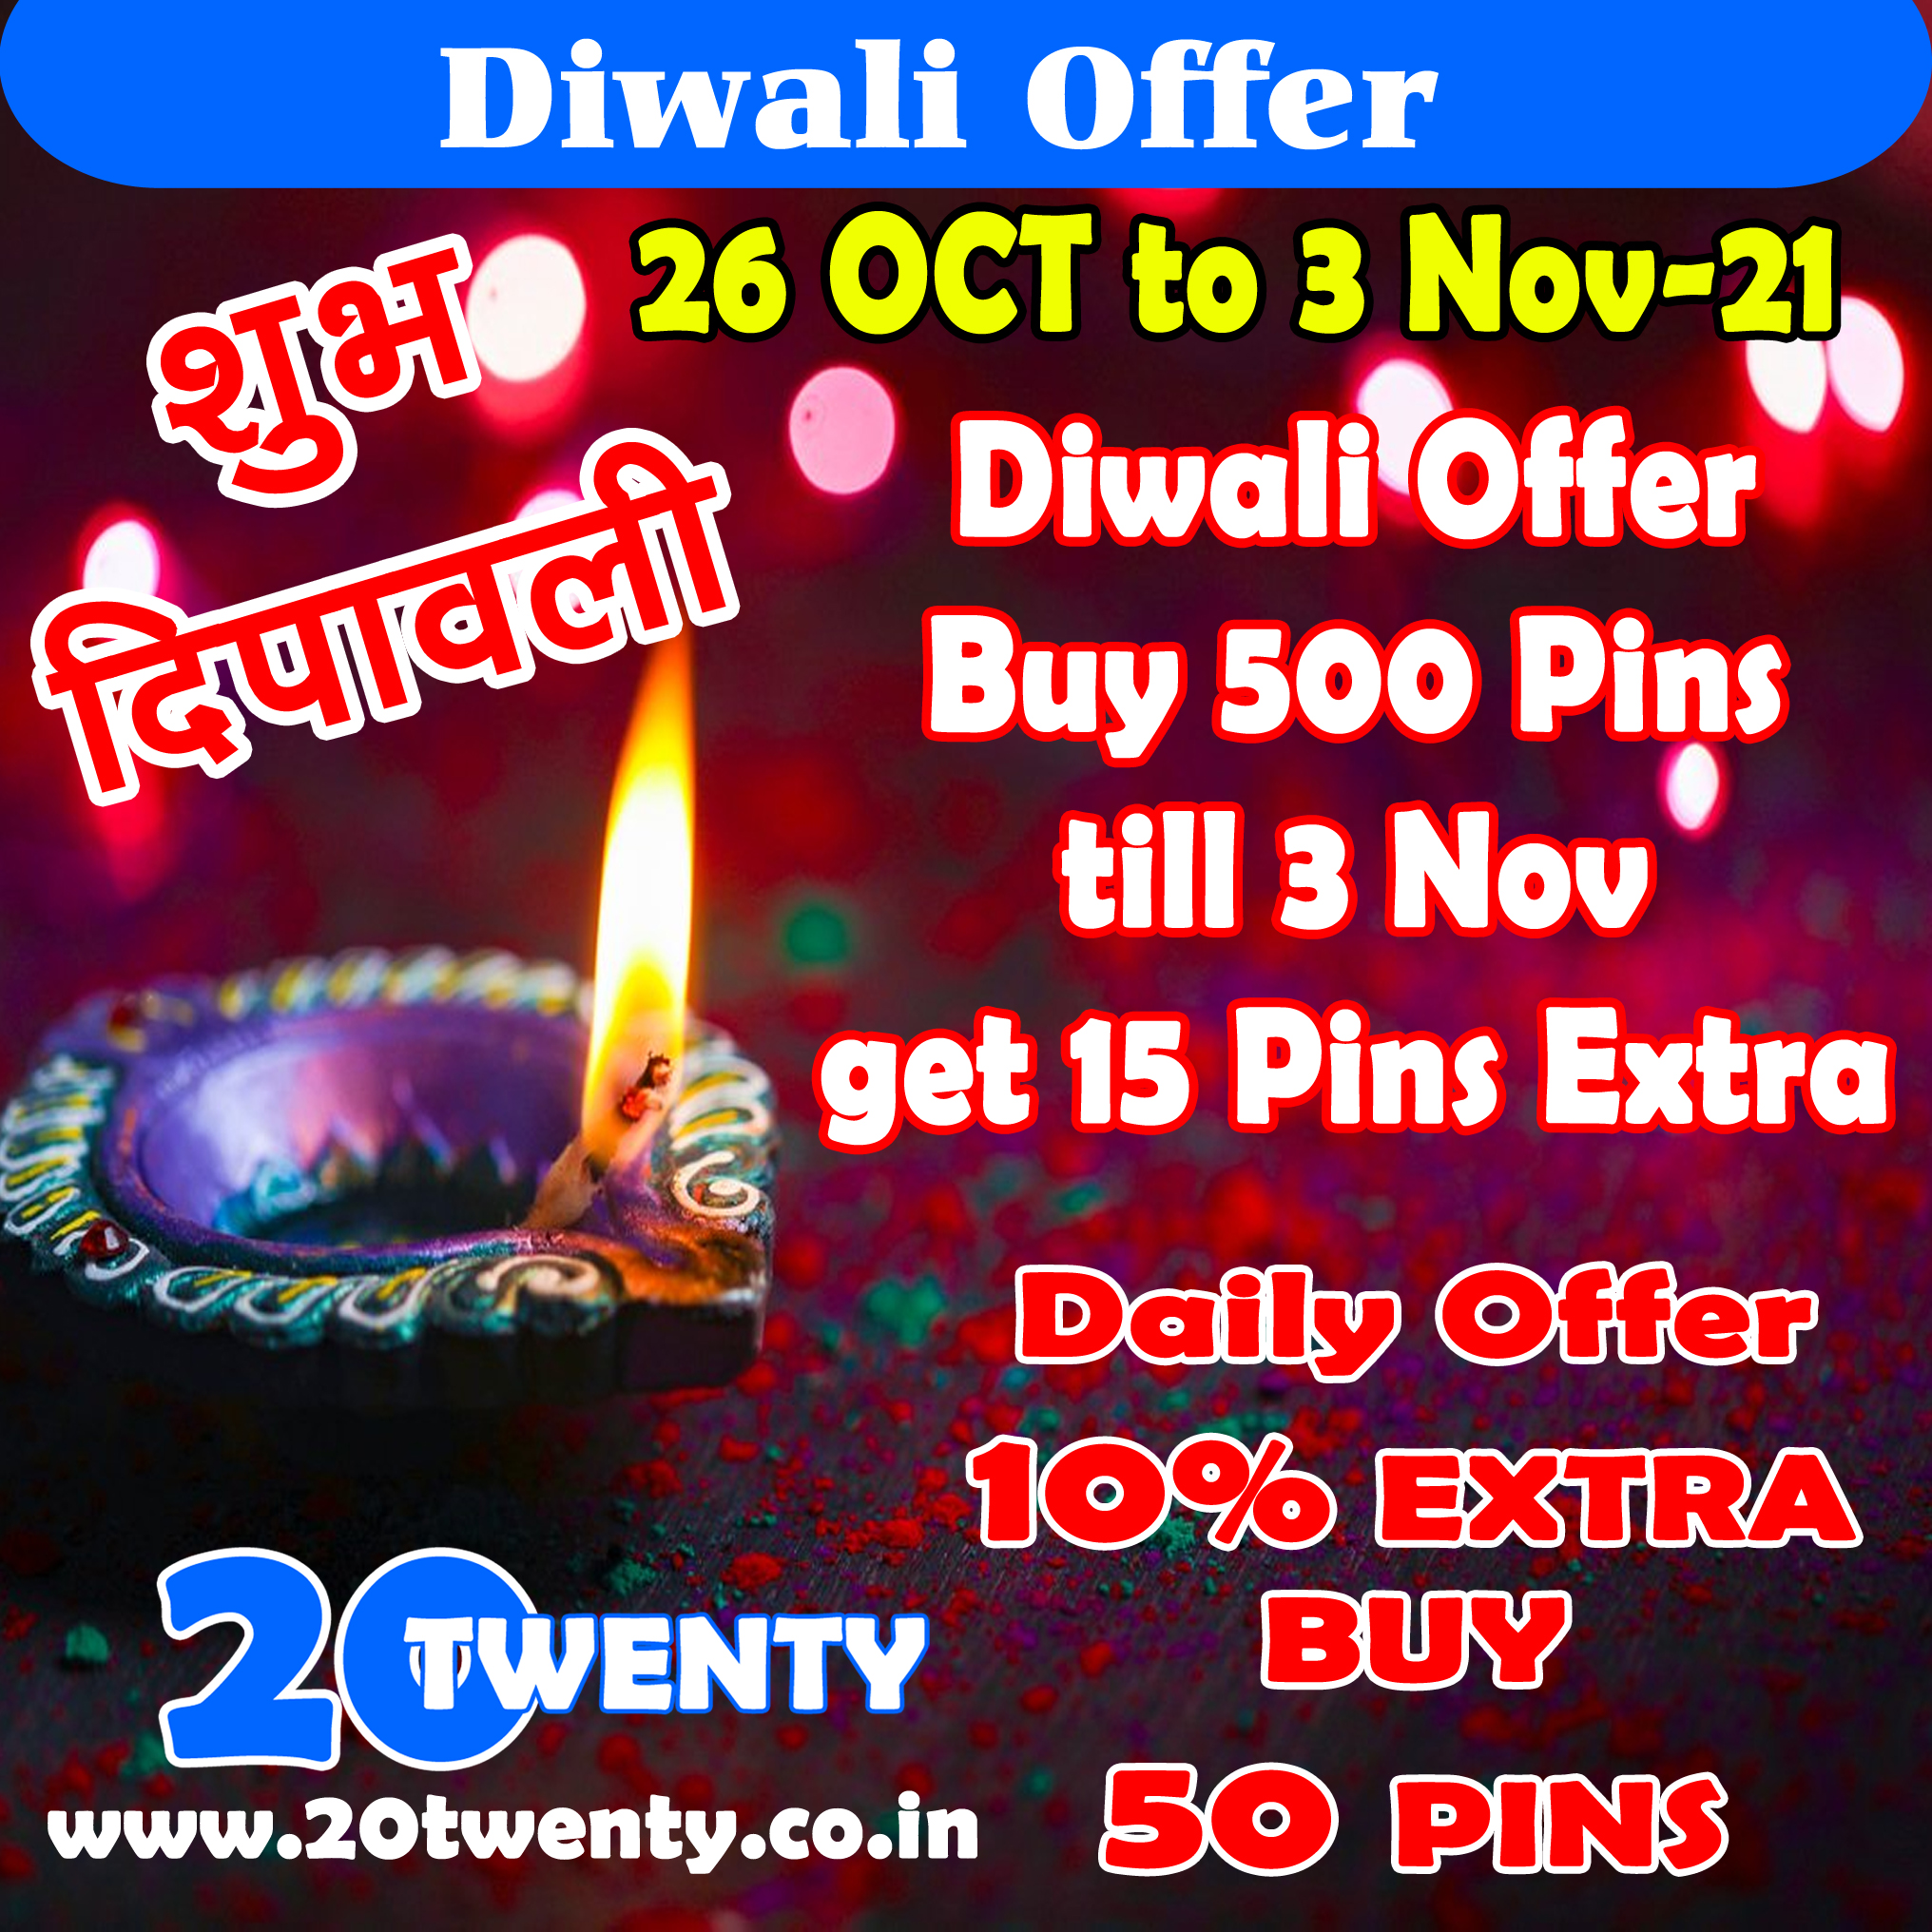 Diwali Offer
26 OCT to 3 Nov-21
शुभ
दिपावली
Diwali Offer
Buy 500 Pins
till 3 Nov
get 15 Pins Extra
Daily Offer
10% EXTRA
BUY
50 PINS
20 TWENTY
www.20twenty.co.in